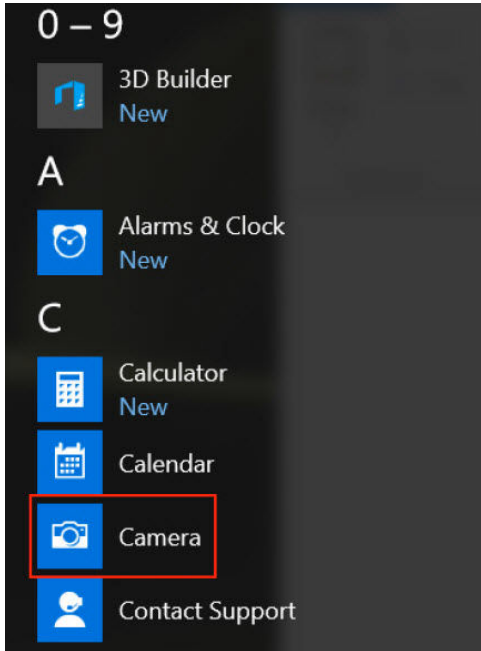 0 – 9
3D Builder
New
A
Alarms & Clock
New
C
Calculator
New
Calendar
Camera
Contact Support